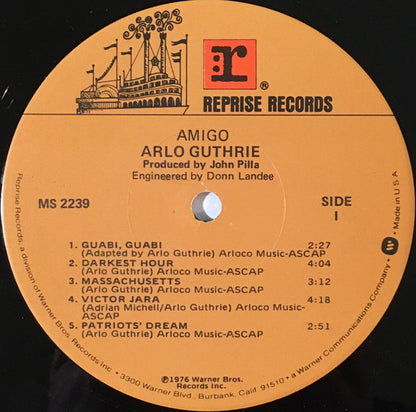 r
®
REPRISE RECORDS
AMIGO
ARLO GUTHRIE
Produced by John Pilla
Engineered by Donn Landee
MS 2239
SIDE
I
1. GUABI, GUABI 2:27
(Adapted by Arlo Guthrie) Arloco Music-ASCAP
2. DARKEST HOUR 4:04
(Arlo Guthrie) Arloco Music-ASCAP
3. MASSACHUSETTS 3:12
(Arlo Guthrie) Arloco Music-ASCAP
4. VICTOR JARA 4:18
(Adrian Michell/Arlo Guthrie) Arloco Music-
ASCAP
5. PATRIOTS' DREAM 2:51
(Arlo Guthrie) Arloco Music-ASCAP
℗1976 Warner Bros.
Records Inc.
Reprise Records, a division of Warner Bros. Records Inc. • 3300 Warner Blvd., Burbank, Calif. 91510 • a Warner Communications Company • W • Made in U.S.A.